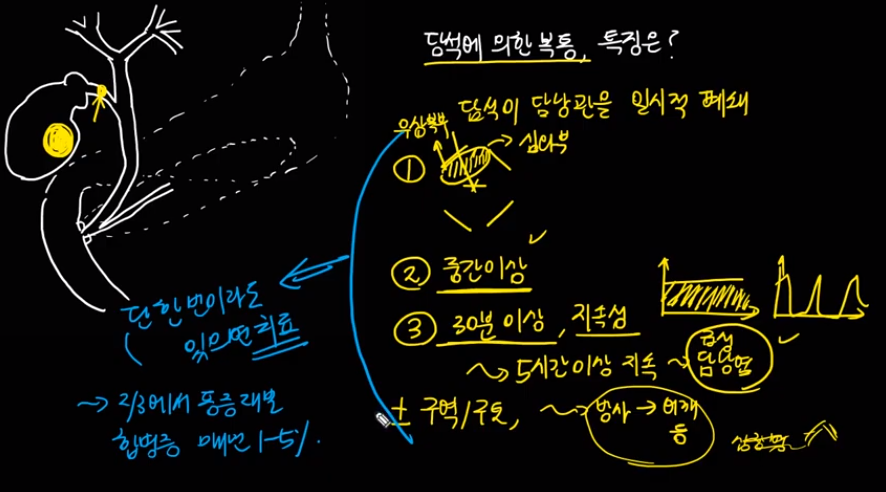 담석에 의한 복통, 특징은?
담석이 담낭관을 일시적 폐쇄
우상복부
① → 심와부
② 중간이상
③ 30분 이상, 지속성
~> 5시간이상 지속 ~> 급성 담낭염
± 구역/구토, ~> 방사 → 어깨
등
단 한번이라도
있으면 치료
~> 2/3에서 통증재발
합병증 매년 1-5%.